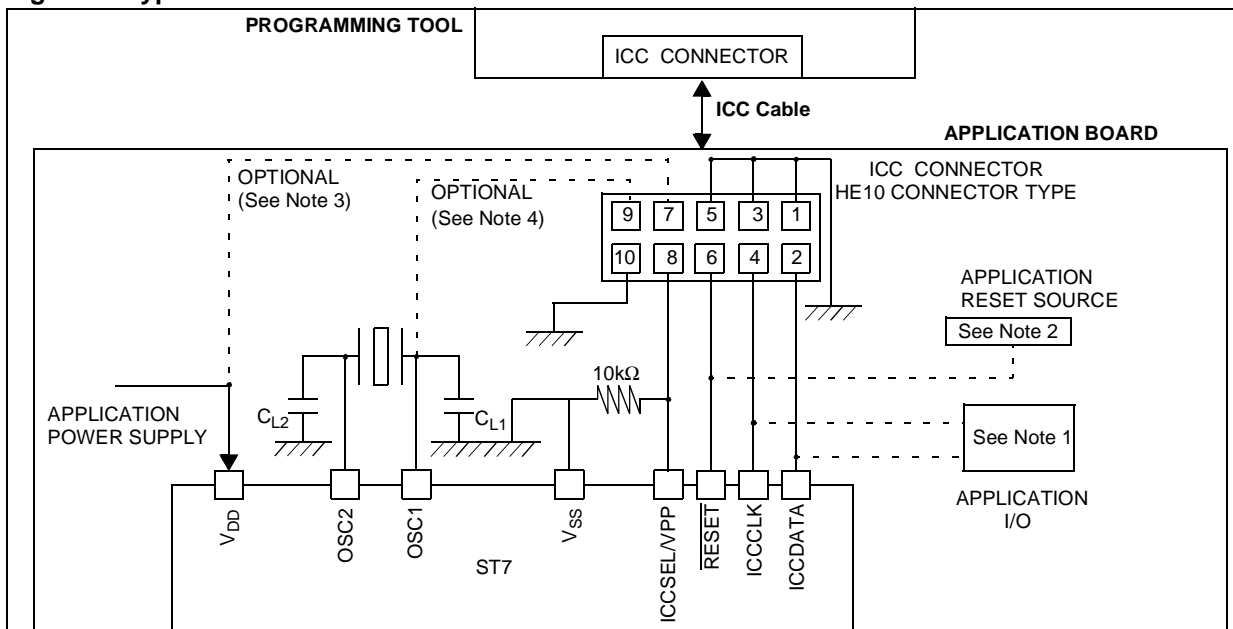 PROGRAMMING TOOL
ICC CONNECTOR
ICC Cable
APPLICATION BOARD
OPTIONAL
(See Note 3)
OPTIONAL
(See Note 4)
ICC CONNECTOR
HE10 CONNECTOR TYPE
9 7 5 3 1
10 8 6 4 2
APPLICATION
RESET SOURCE
See Note 2
10kΩ
APPLICATION
POWER SUPPLY
CL2
CL1
See Note 1
APPLICATION
I/O
VDD
OSC2
OSC1
VSS
ICCSEL/VPP
RESET
ICCCLK
ICCDATA
ST7